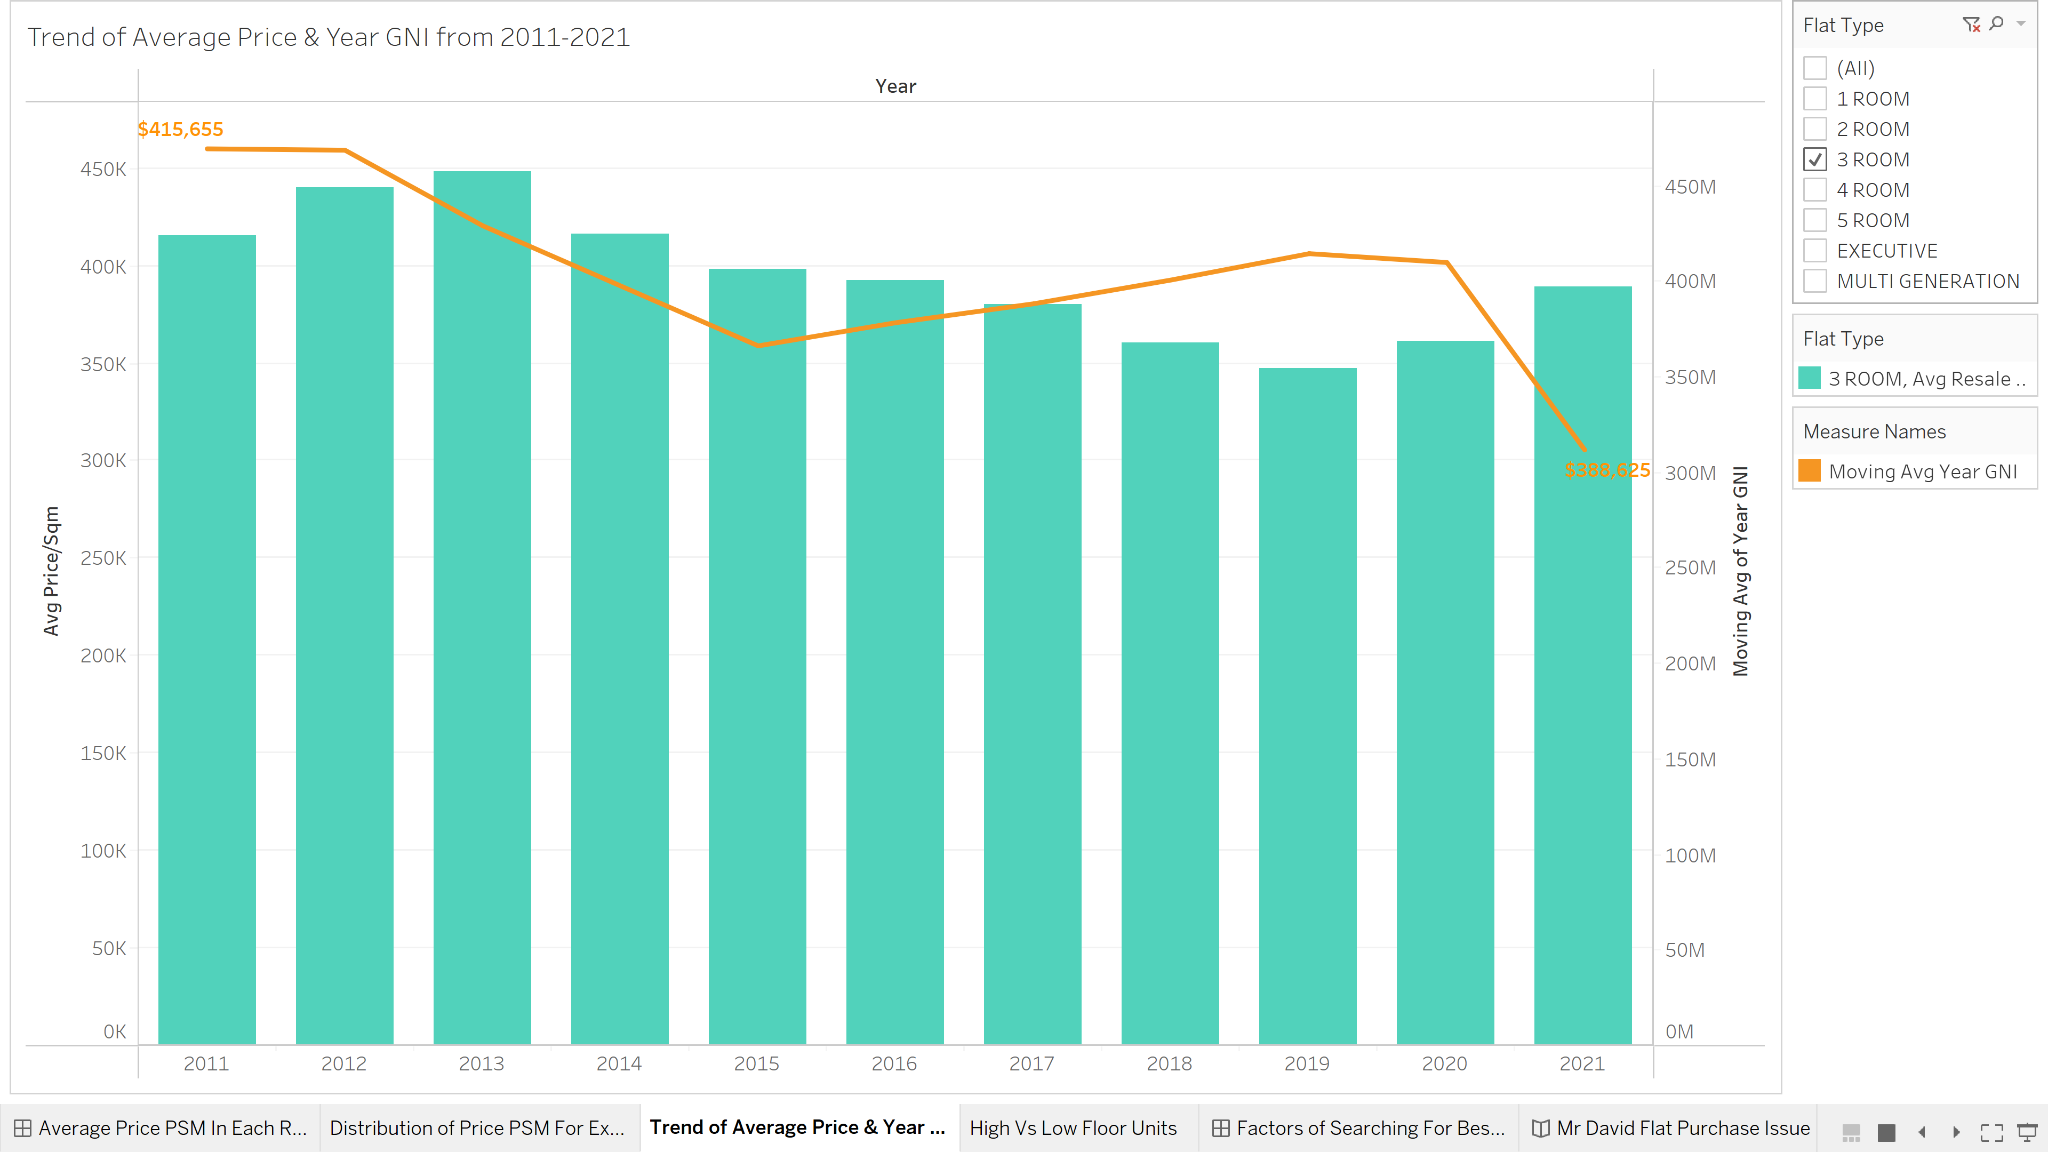 Trend of Average Price & Year GNI from 2011-2021
Year
$415,655
450K
400K
350K
300K
250K
200K
150K
100K
50K
0K
Avg Price/Sqm
450M
400M
350M
300M
250M
200M
150M
100M
50M
0M
Moving Avg of Year GNI
$388,625
2011 2012 2013 2014 2015 2016 2017 2018 2019 2020 2021
Flat Type
(All)
1 ROOM
2 ROOM
3 ROOM
4 ROOM
5 ROOM
EXECUTIVE
MULTI GENERATION
Flat Type
3 ROOM, Avg Resale ..
Measure Names
Moving Avg Year GNI
Average Price PSM In Each R... Distribution of Price PSM For Ex... Trend of Average Price & Year ... High Vs Low Floor Units Factors of Searching For Bes... Mr David Flat Purchase Issue